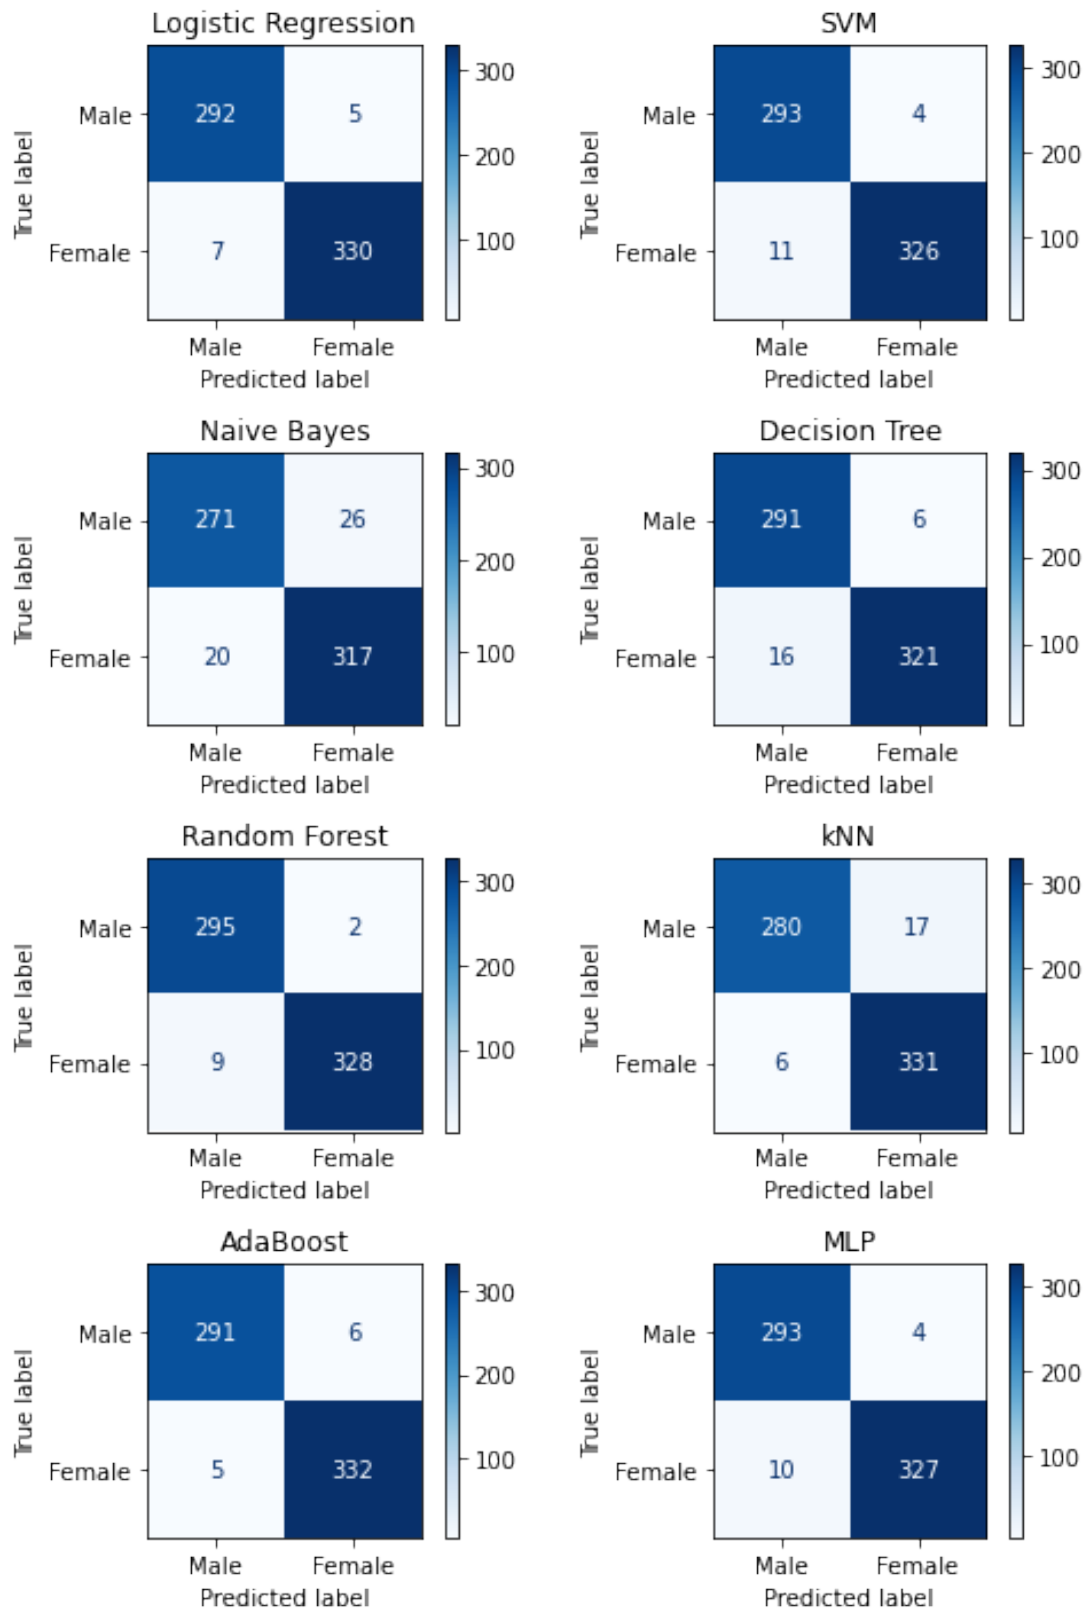 Logistic Regression
True label
Male
292
5
300
200
Female
7
330
100
Male
Female
Predicted label
SVM
True label
Male
293
4
300
200
Female
11
326
100
Male
Female
Predicted label
Naive Bayes
True label
Male
271
26
300
200
Female
20
317
100
Male
Female
Predicted label
Decision Tree
True label
Male
291
6
300
200
Female
16
321
100
Male
Female
Predicted label
Random Forest
True label
Male
295
2
300
200
Female
9
328
100
Male
Female
Predicted label
kNN
True label
Male
280
17
300
200
Female
6
331
100
Male
Female
Predicted label
AdaBoost
True label
Male
291
6
300
200
Female
5
332
100
Male
Female
Predicted label
MLP
True label
Male
293
4
300
200
Female
10
327
100
Male
Female
Predicted label